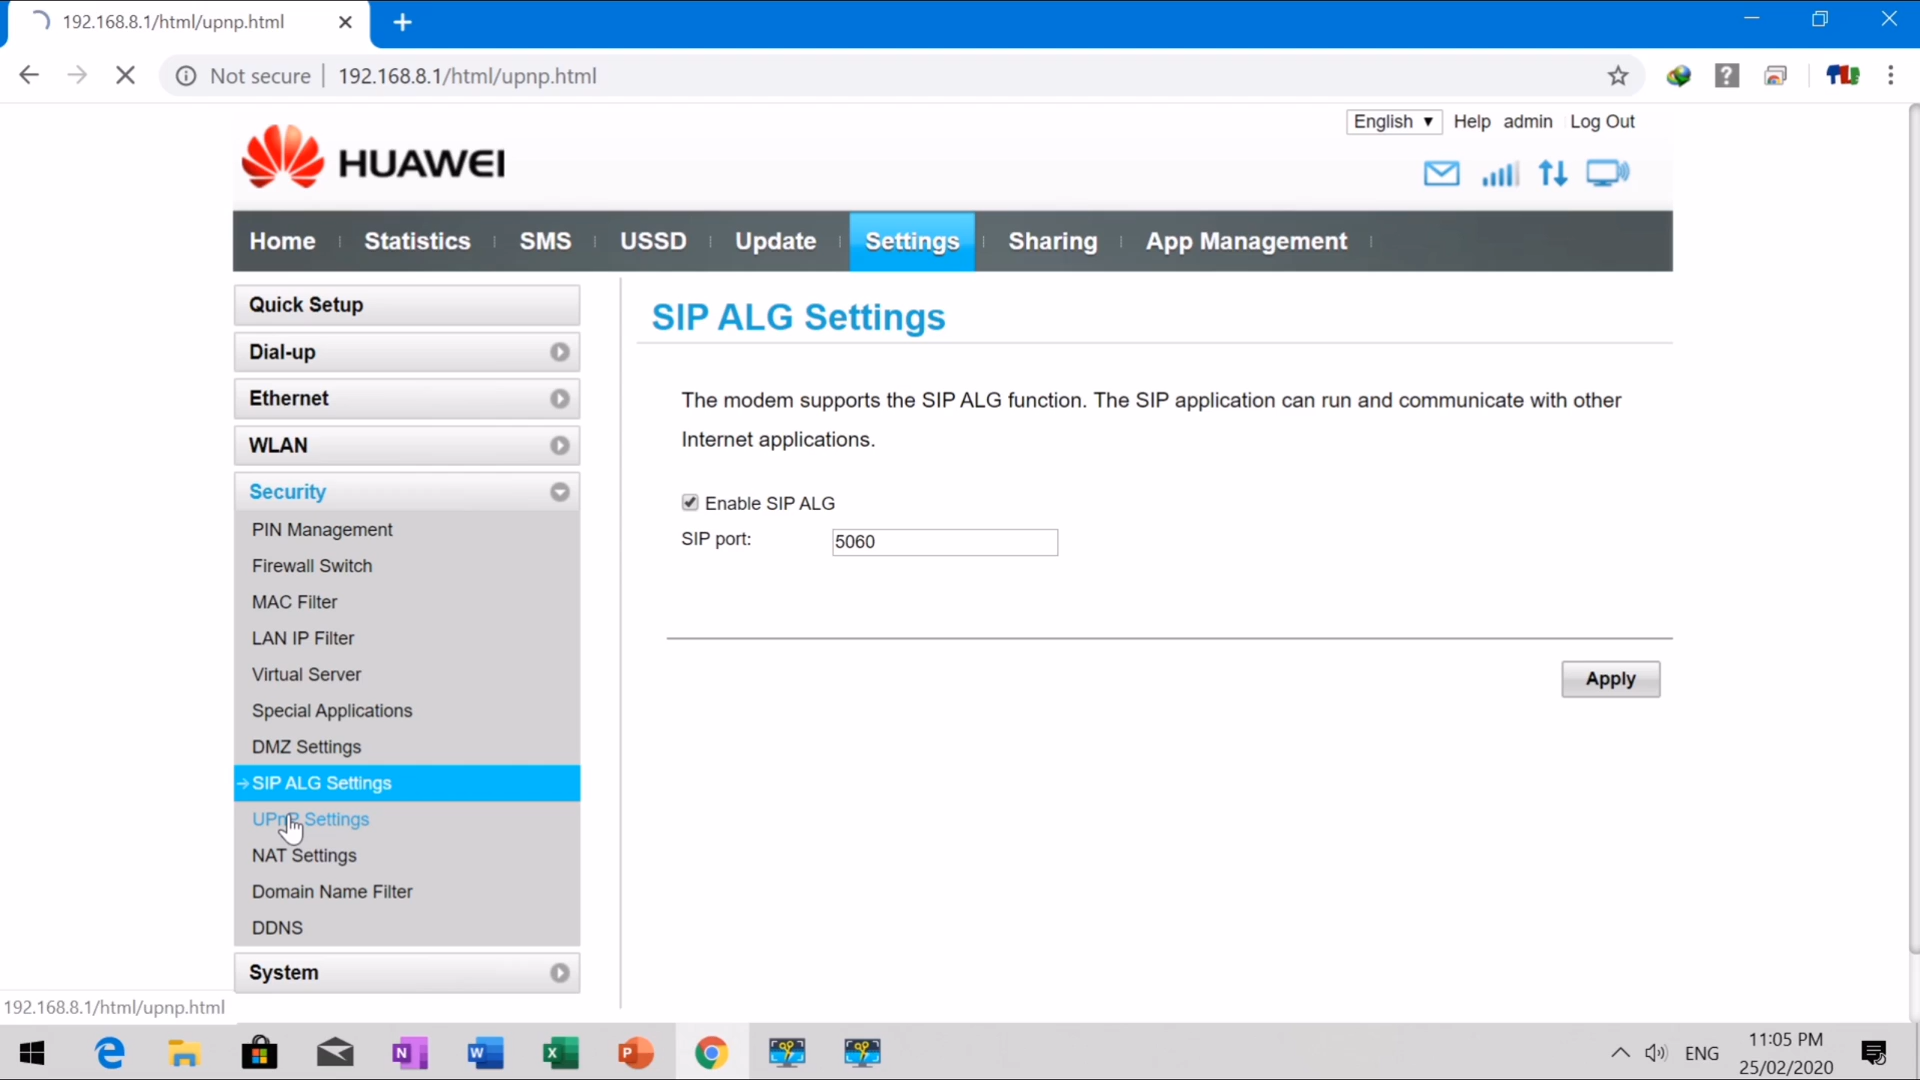 192.168.8.1/html/upnp.html
Not secure
192.168.8.1/html/upnp.html
English Help admin Log Out
HUAWEI
Home Statistics SMS USSD Update Settings Sharing App Management
Quick Setup
Dial-up
Ethernet
WLAN
Security
PIN Management
Firewall Switch
MAC Filter
LAN IP Filter
Virtual Server
Special Applications
DMZ Settings
SIP ALG Settings
UPnP Settings
NAT Settings
Domain Name Filter
DDNS
System
SIP ALG Settings
The modem supports the SIP ALG function. The SIP application can run and communicate with other
Internet applications.
Enable SIP ALG
SIP port: 5060
Apply
192.168.8.1/html/upnp.html
ENG
11:05 PM
25/02/2020